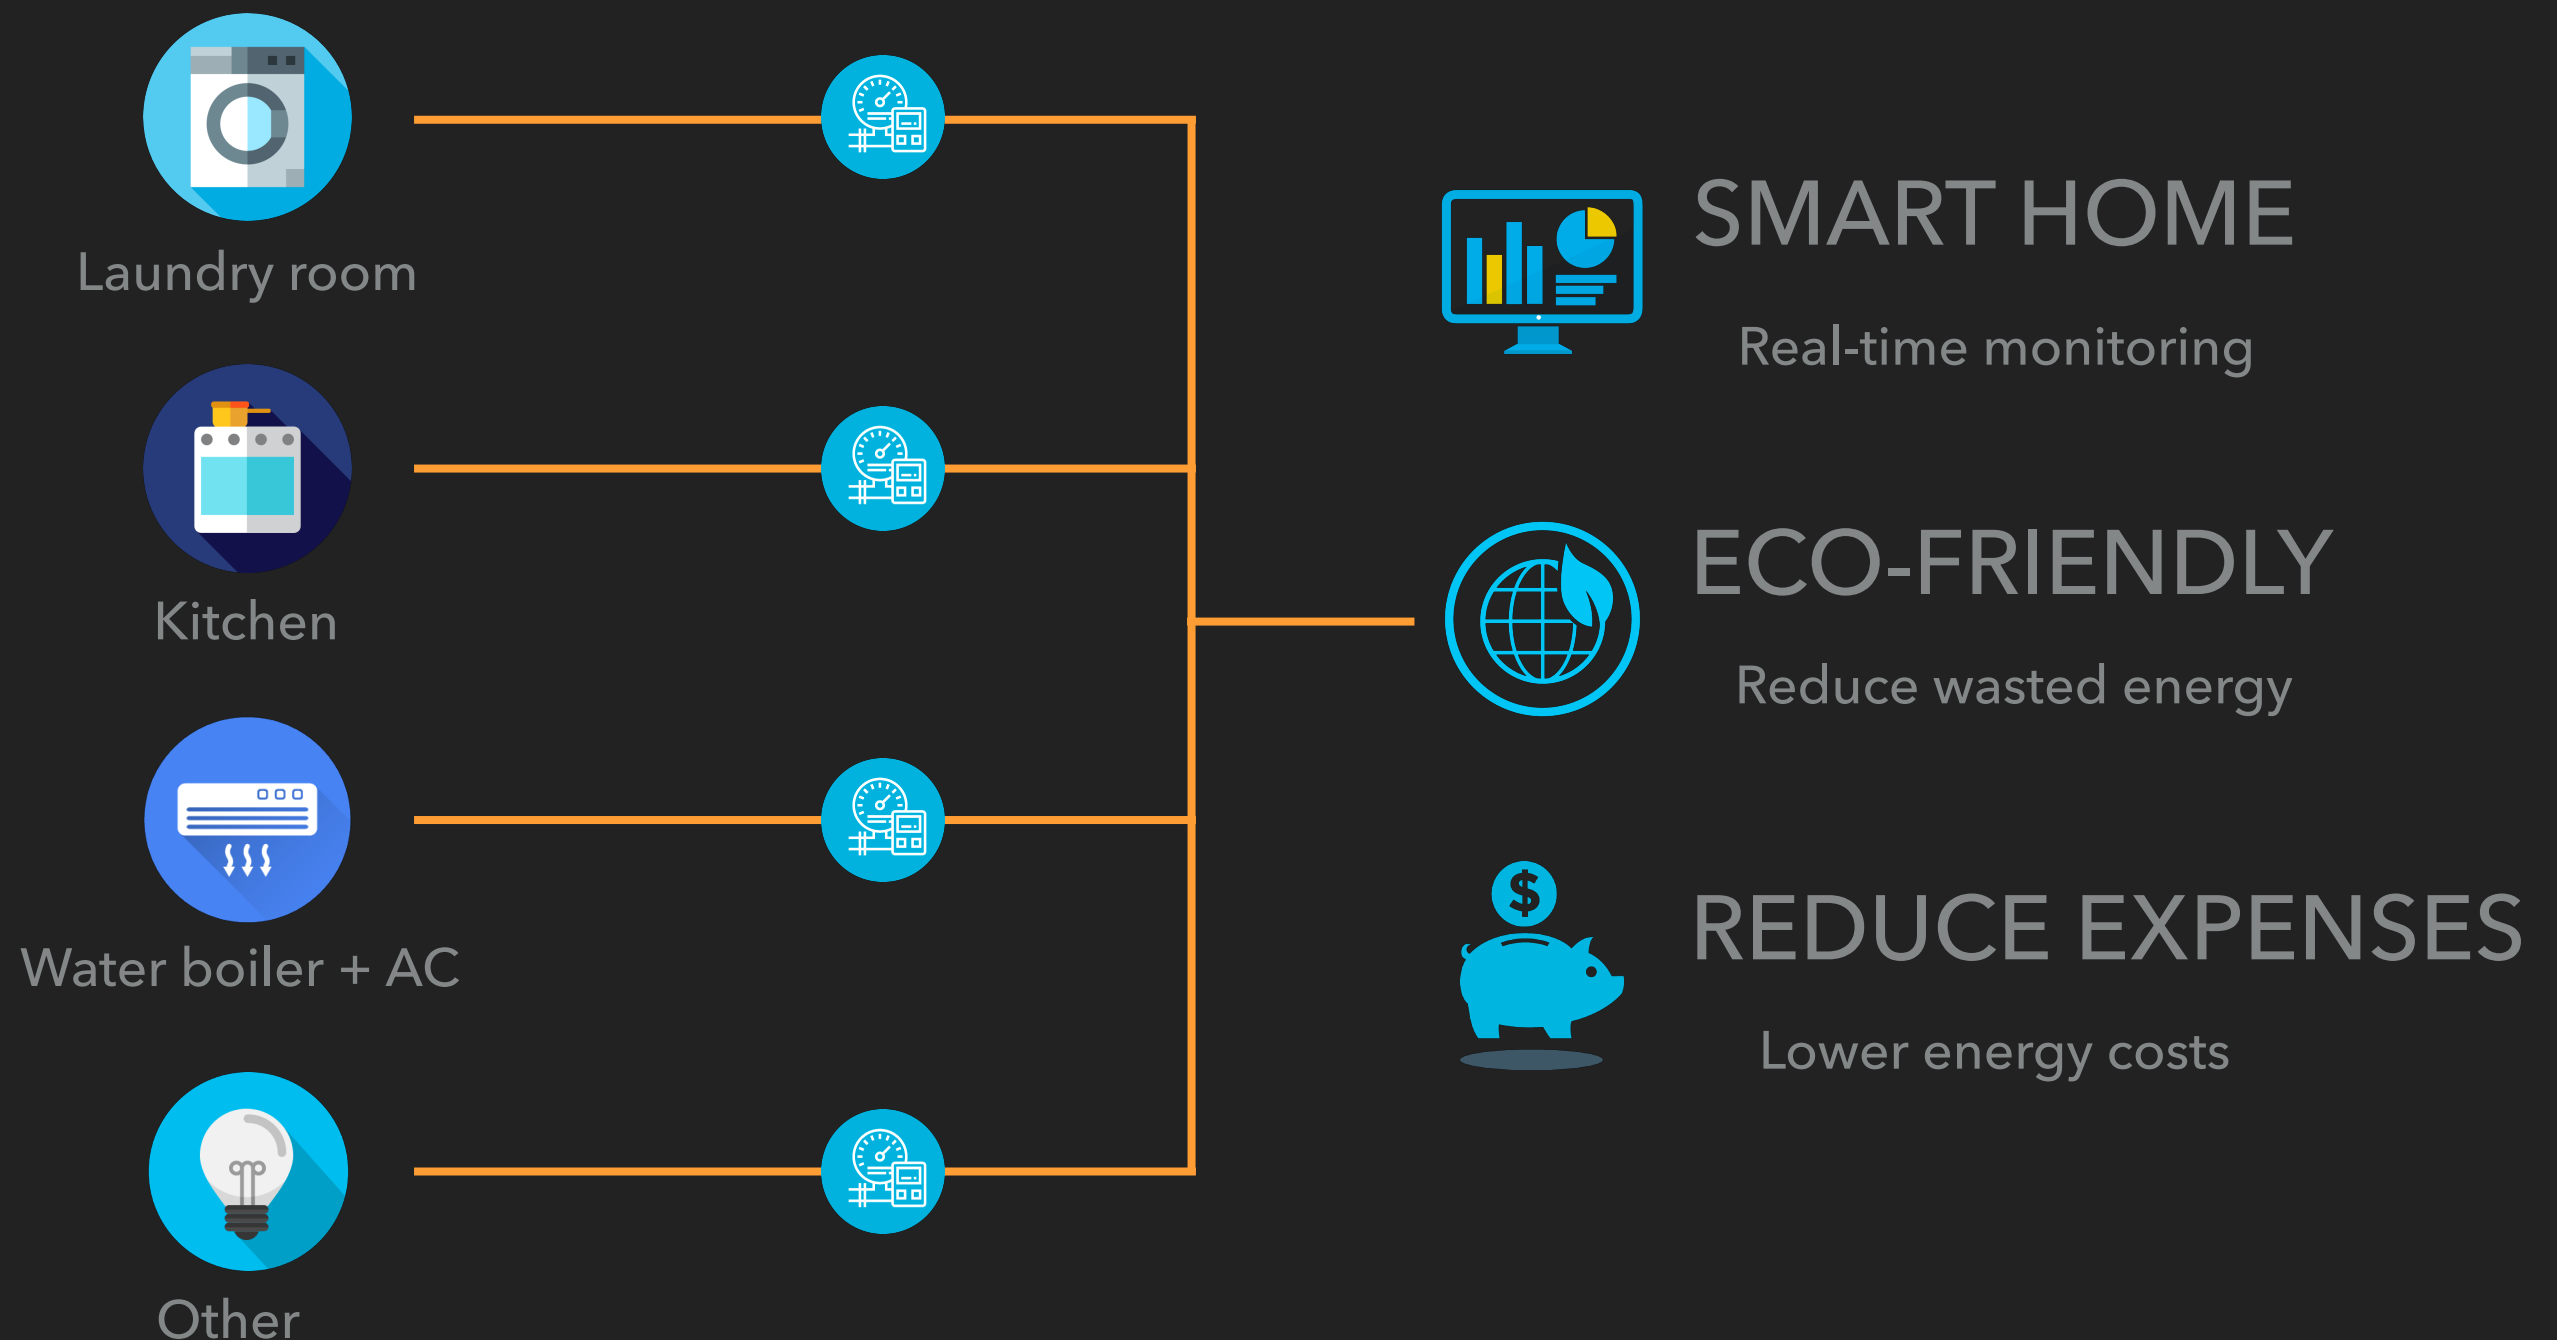 Laundry room
Kitchen
Water boiler + AC
Other
SMART HOME
Real-time monitoring
ECO-FRIENDLY
Reduce wasted energy
$
REDUCE EXPENSES
Lower energy costs